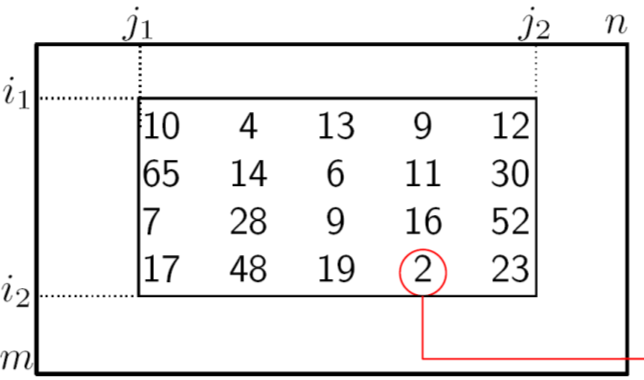 j₁ j₂ n
i₁
10 4 13 9 12
65 14 6 11 30
7 28 9 16 52
17 48 19 2 23
i₂
m